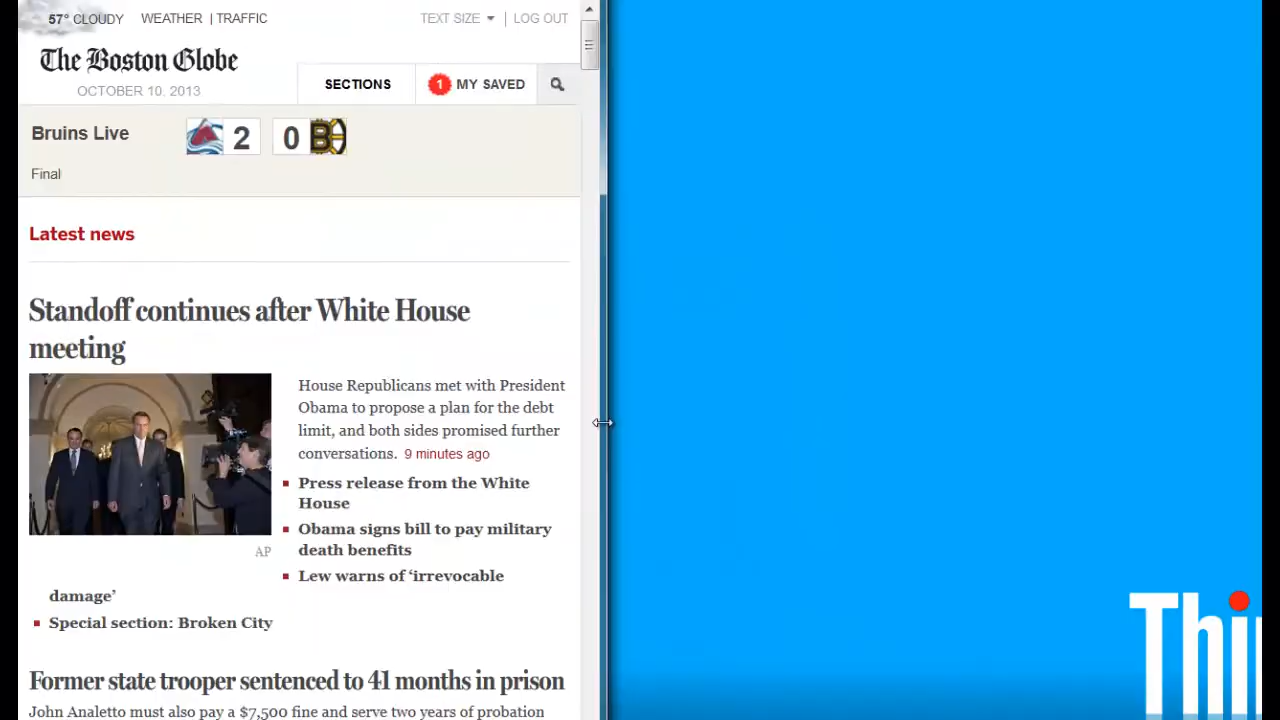 57° CLOUDY WEATHER | TRAFFIC TEXT SIZE | LOG OUT
The Boston Globe
OCTOBER 10, 2013
SECTIONS 1 MY SAVED
Bruins Live 2 0 B
Final
Latest news
Standoff continues after White House
meeting
House Republicans met with President
Obama to propose a plan for the debt
limit, and both sides promised further
conversations. 9 minutes ago
Press release from the White
House
Obama signs bill to pay military
death benefits
AP
Lew warns of ‘irrevocable
damage’
Special section: Broken City
Former state trooper sentenced to 41 months in prison
John Analetto must also pay a $7,500 fine and serve two years of probation
Thi